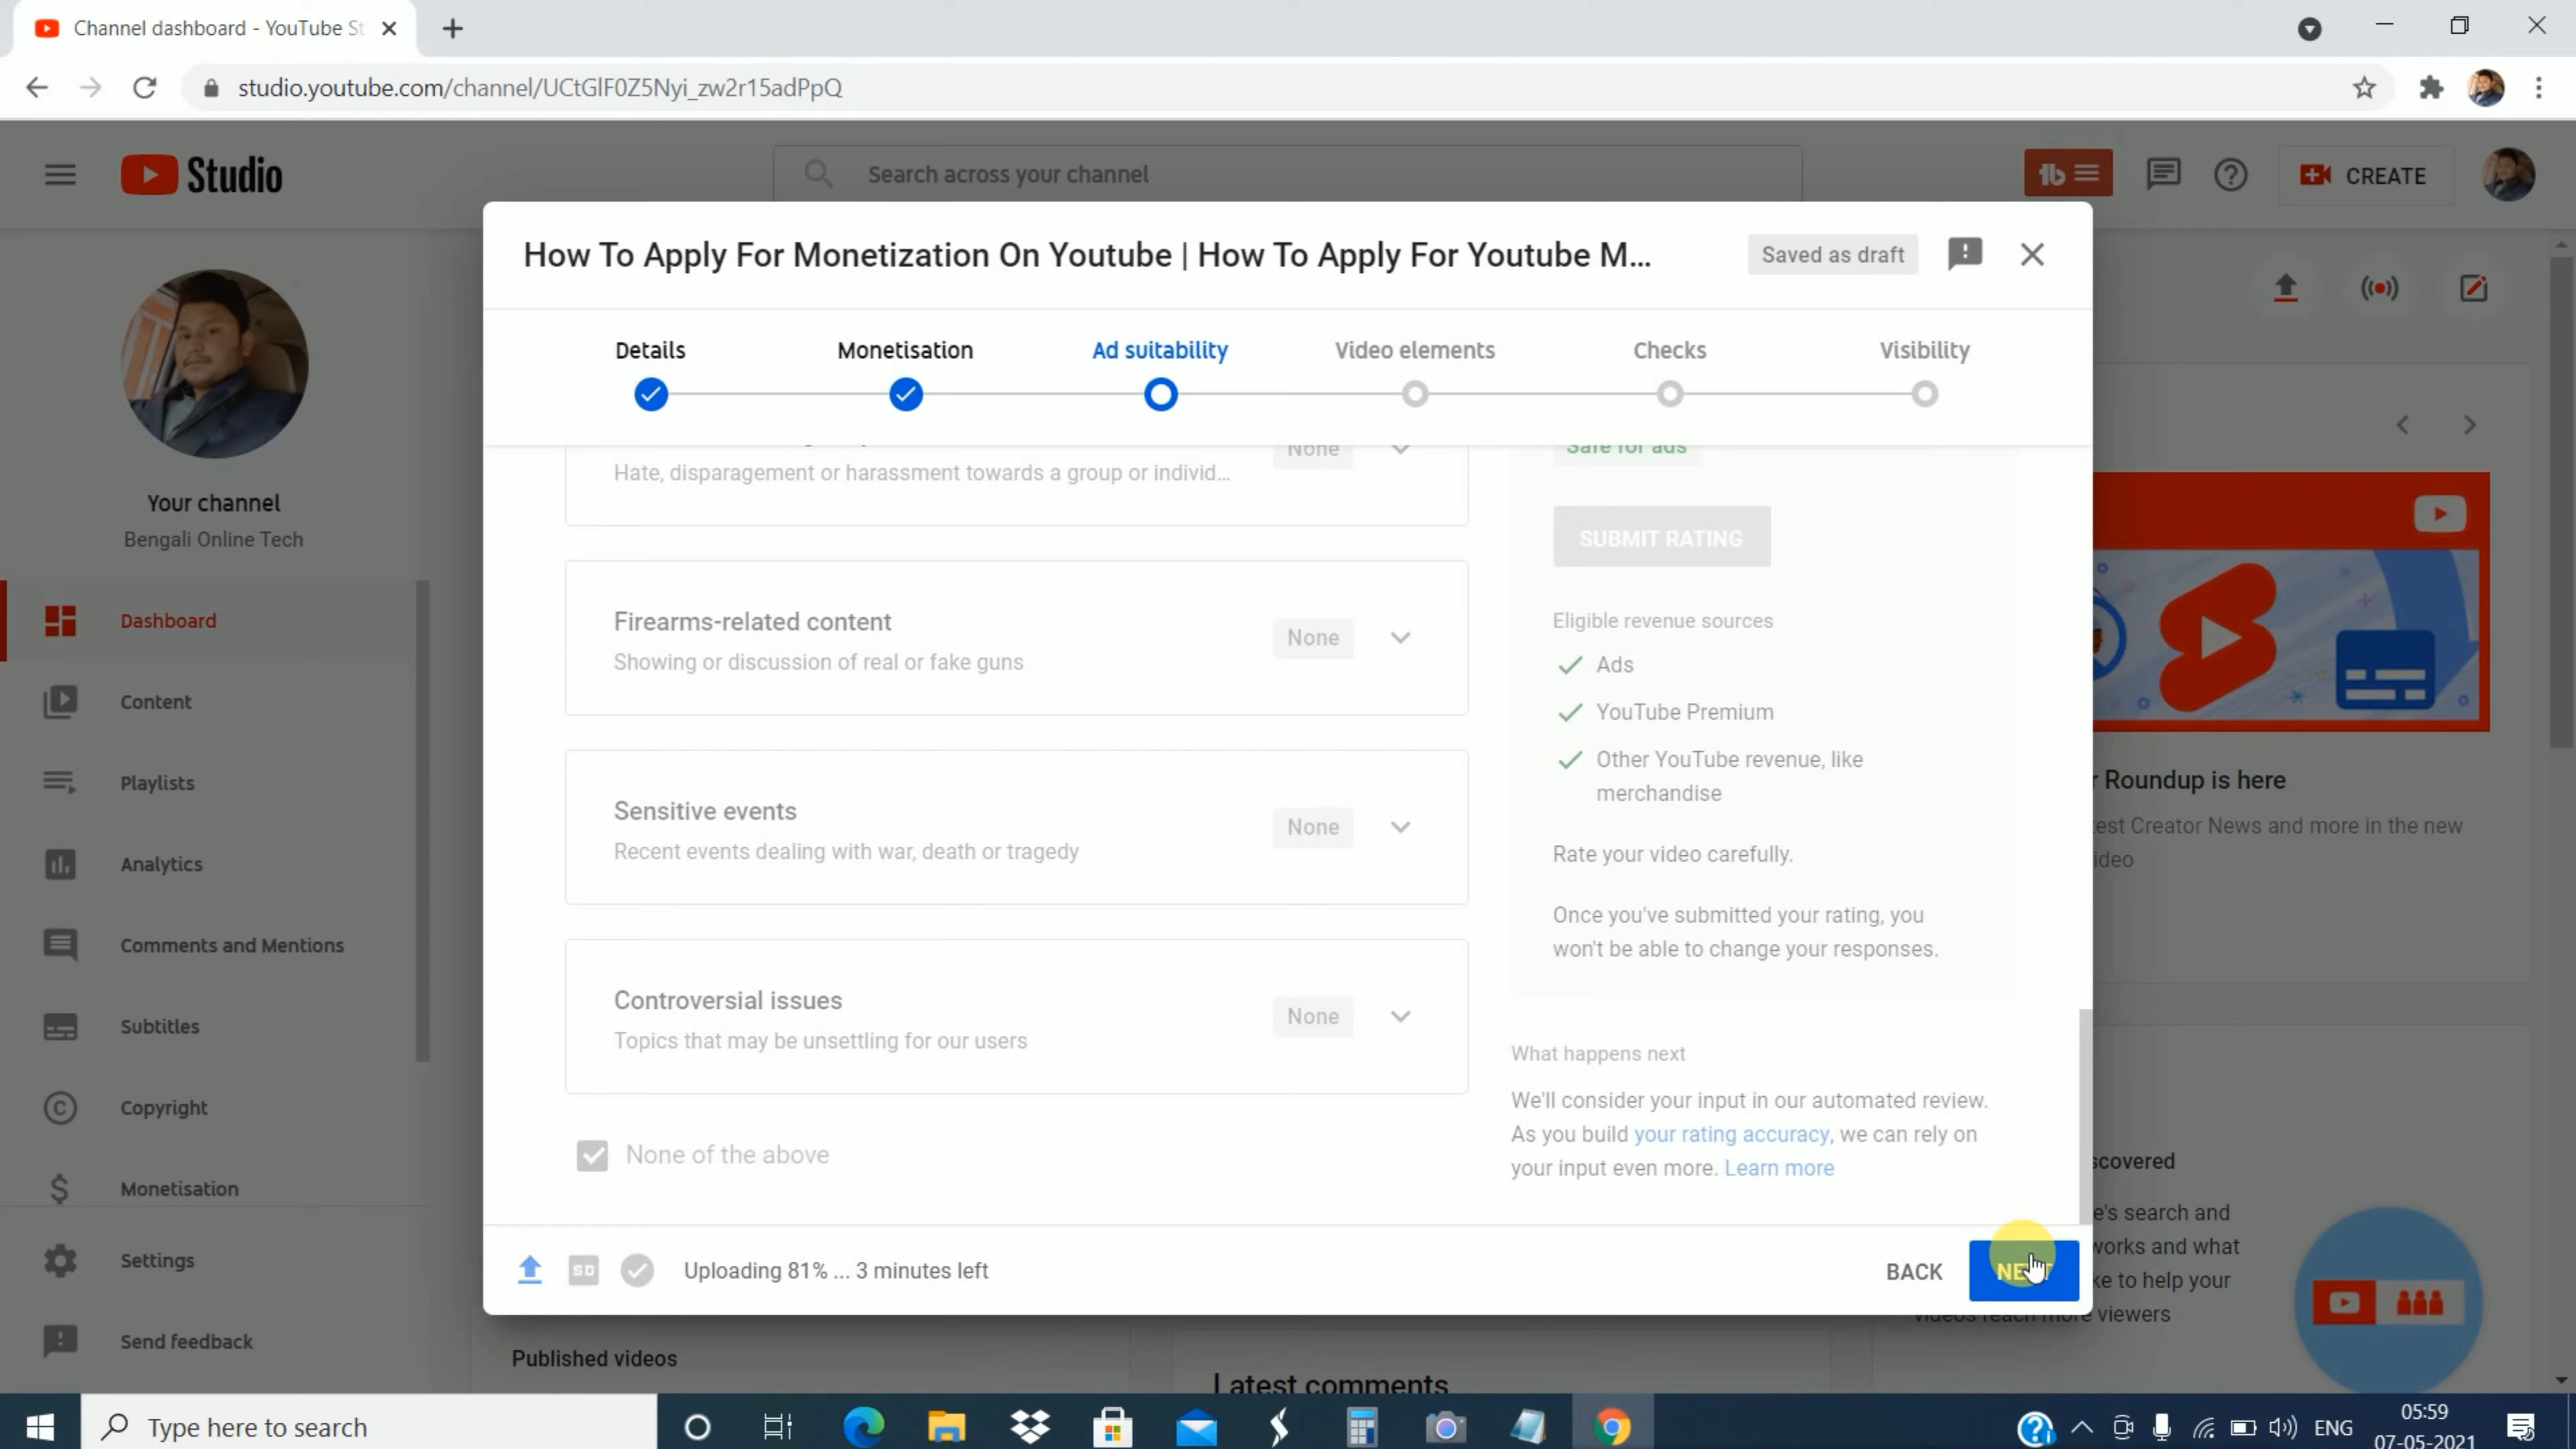 Channel dashboard - YouTube St
studio.youtube.com/channel/UCtGlF0Z5Nyi_zw2r15adPpQ
Studio
Search across your channel
CREATE
How To Apply For Monetization On Youtube | How To Apply For Youtube M...
Saved as draft
Details
Monetisation
Ad suitability
Video elements
Checks
Visibility
Your channel
Bengali Online Tech
Dashboard
Content
Playlists
Analytics
Comments and Mentions
Subtitles
Copyright
Monetisation
Settings
Send feedback
None
Hate, disparagement or harassment towards a group or individ...
Firearms-related content
None
Showing or discussion of real or fake guns
Sensitive events
None
Recent events dealing with war, death or tragedy
Controversial issues
None
Topics that may be unsettling for our users
None of the above
Safe for ads
SUBMIT RATING
Eligible revenue sources
Ads
YouTube Premium
Other YouTube revenue, like
merchandise
Rate your video carefully.
Once you've submitted your rating, you
won't be able to change your responses.
What happens next
We'll consider your input in our automated review.
As you build your rating accuracy, we can rely on
your input even more. Learn more
SD
Uploading 81% ... 3 minutes left
BACK
NEXT
r Roundup is here
test Creator News and more in the new
ideo
scovered
e's search and
works and what
ke to help your
videos reach more viewers
Published videos
Latest comments
Type here to search
ENG
05:59
07-05-2021